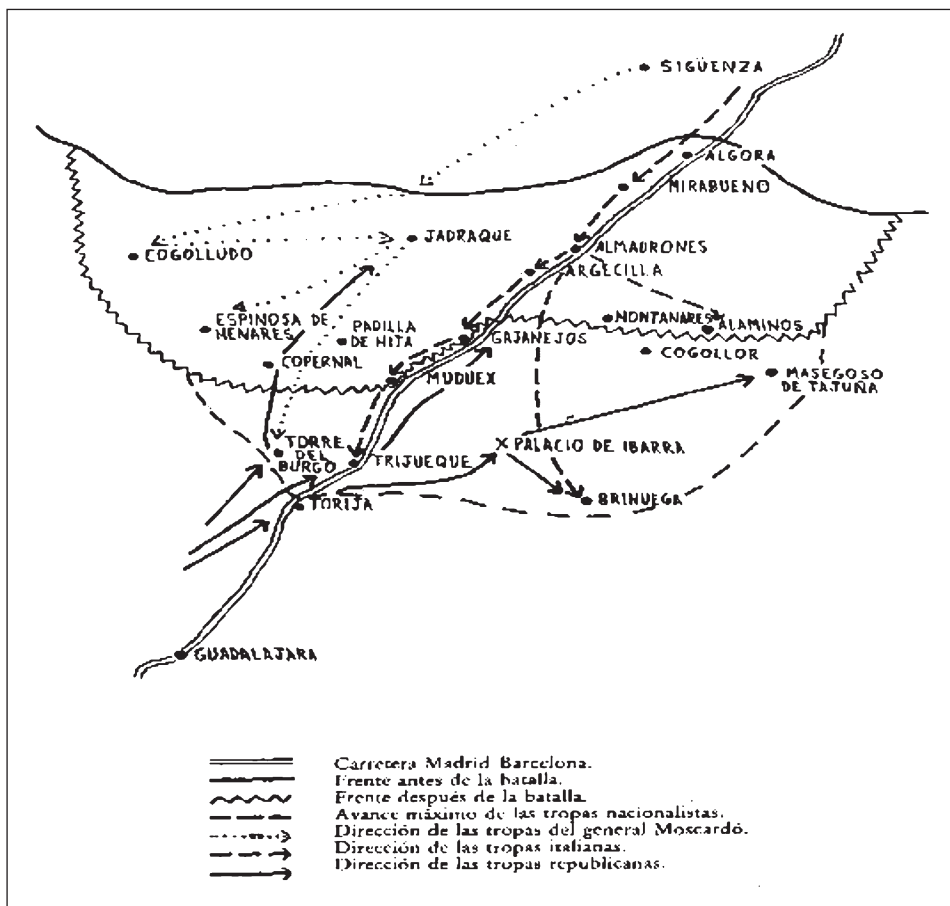 SIGÜENZA
ALGORA
MIRABUENO
JADRAQUE
COGOLLUDO
ALMADRONES
ARGECILLA
ESPINOSA DE
HENARES
PADILLA
DE HITA
GAJANEJOS
NONTANARES
ALAMINOS
COGOLLOR
COPERNAL
MUDUEX
MASEGOSO
DE TAJUÑA
TORRE
DEL
BURGO
TRIJUEQUE
PALACIO DE IBARRA
TORIJA
BRIHUEGA
GUADALAJARA
Carretera Madrid Barcelona.
Frente antes de la batalla.
Frente después de la batalla.
Avance máximo de las tropas nacionalistas.
Dirección de las tropas del general Moscardó.
Dirección de las tropas italianas.
Dirección de las tropas republicanas.